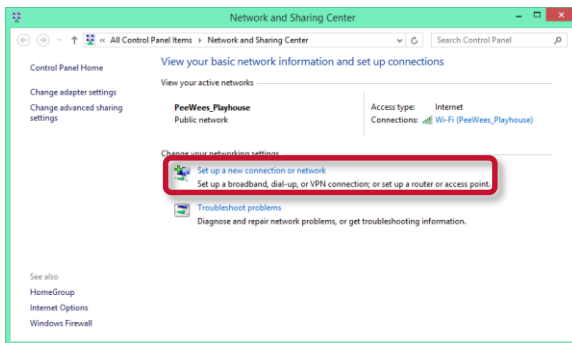 Network and Sharing Center
« All Control Panel Items › Network and Sharing Center
Search Control Panel
Control Panel Home
Change adapter settings
Change advanced sharing
settings
View your basic network information and set up connections
View your active networks
PeeWees_Playhouse
Public network
Access type: Internet
Connections: Wi-Fi (PeeWees_Playhouse)
Change your networking settings
Set up a new connection or network
Set up a broadband, dial-up, or VPN connection; or set up a router or access point.
Troubleshoot problems
Diagnose and repair network problems, or get troubleshooting information.
See also
HomeGroup
Internet Options
Windows Firewall